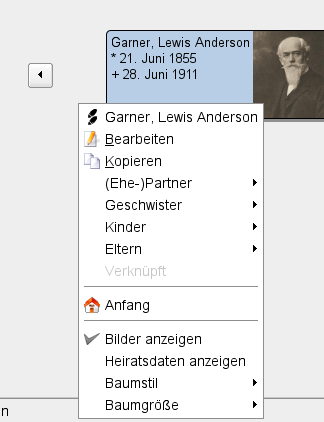 Garner, Lewis Anderson
* 21. Juni 1855
+ 28. Juni 1911
Garner, Lewis Anderson
Bearbeiten
Kopieren
(Ehe-)Partner
Geschwister
Kinder
Eltern
Verknüpft
Anfang
Bilder anzeigen
Heiratsdaten anzeigen
Baumstil
Baumgröße
n